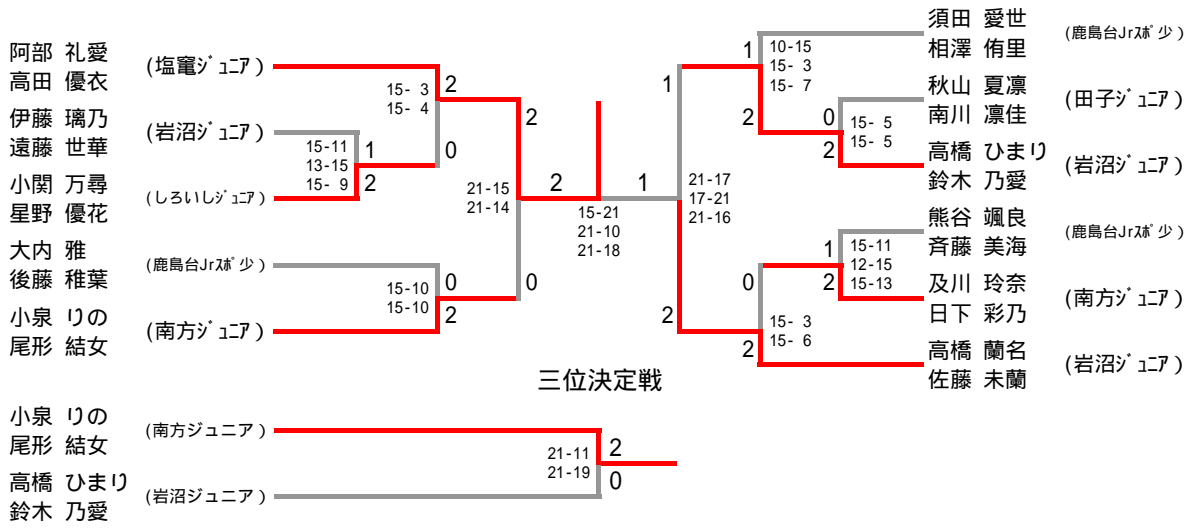 阿部 礼愛
高田 優衣
(塩竈ｼﾞｭﾆｱ)
伊藤 璃乃
遠藤 世華
(岩沼ｼﾞｭﾆｱ)
小関 万尋
星野 優花
(しろいしｼﾞｭﾆｱ)
大内 雅
後藤 稚葉
(鹿島台Jrｽﾎﾟ少)
小泉 りの
尾形 結女
(南方ｼﾞｭﾆｱ)
15-11
13-15
15- 9
1
2
15- 3
15- 4
2
0
15-10
15-10
0
2
21-15
21-14
2
0
2
1
15-21
21-10
21-18
須田 愛世
相澤 侑里
(鹿島台Jrｽﾎﾟ少)
秋山 夏凛
南川 凛佳
(田子ｼﾞｭﾆｱ)
高橋 ひまり
鈴木 乃愛
(岩沼ｼﾞｭﾆｱ)
熊谷 颯良
斉藤 美海
(鹿島台Jrｽﾎﾟ少)
及川 玲奈
日下 彩乃
(南方ｼﾞｭﾆｱ)
高橋 蘭名
佐藤 未蘭
(岩沼ｼﾞｭﾆｱ)
1
10-15
15- 3
15- 7
2
0
15- 5
15- 5
2
1
21-17
17-21
21-16
2
1
15-11
12-15
15-13
2
0
15- 3
15- 6
2
三位決定戦
小泉 りの
尾形 結女
(南方ジュニア)
高橋 ひまり
鈴木 乃愛
(岩沼ジュニア)
21-11
21-19
2
0